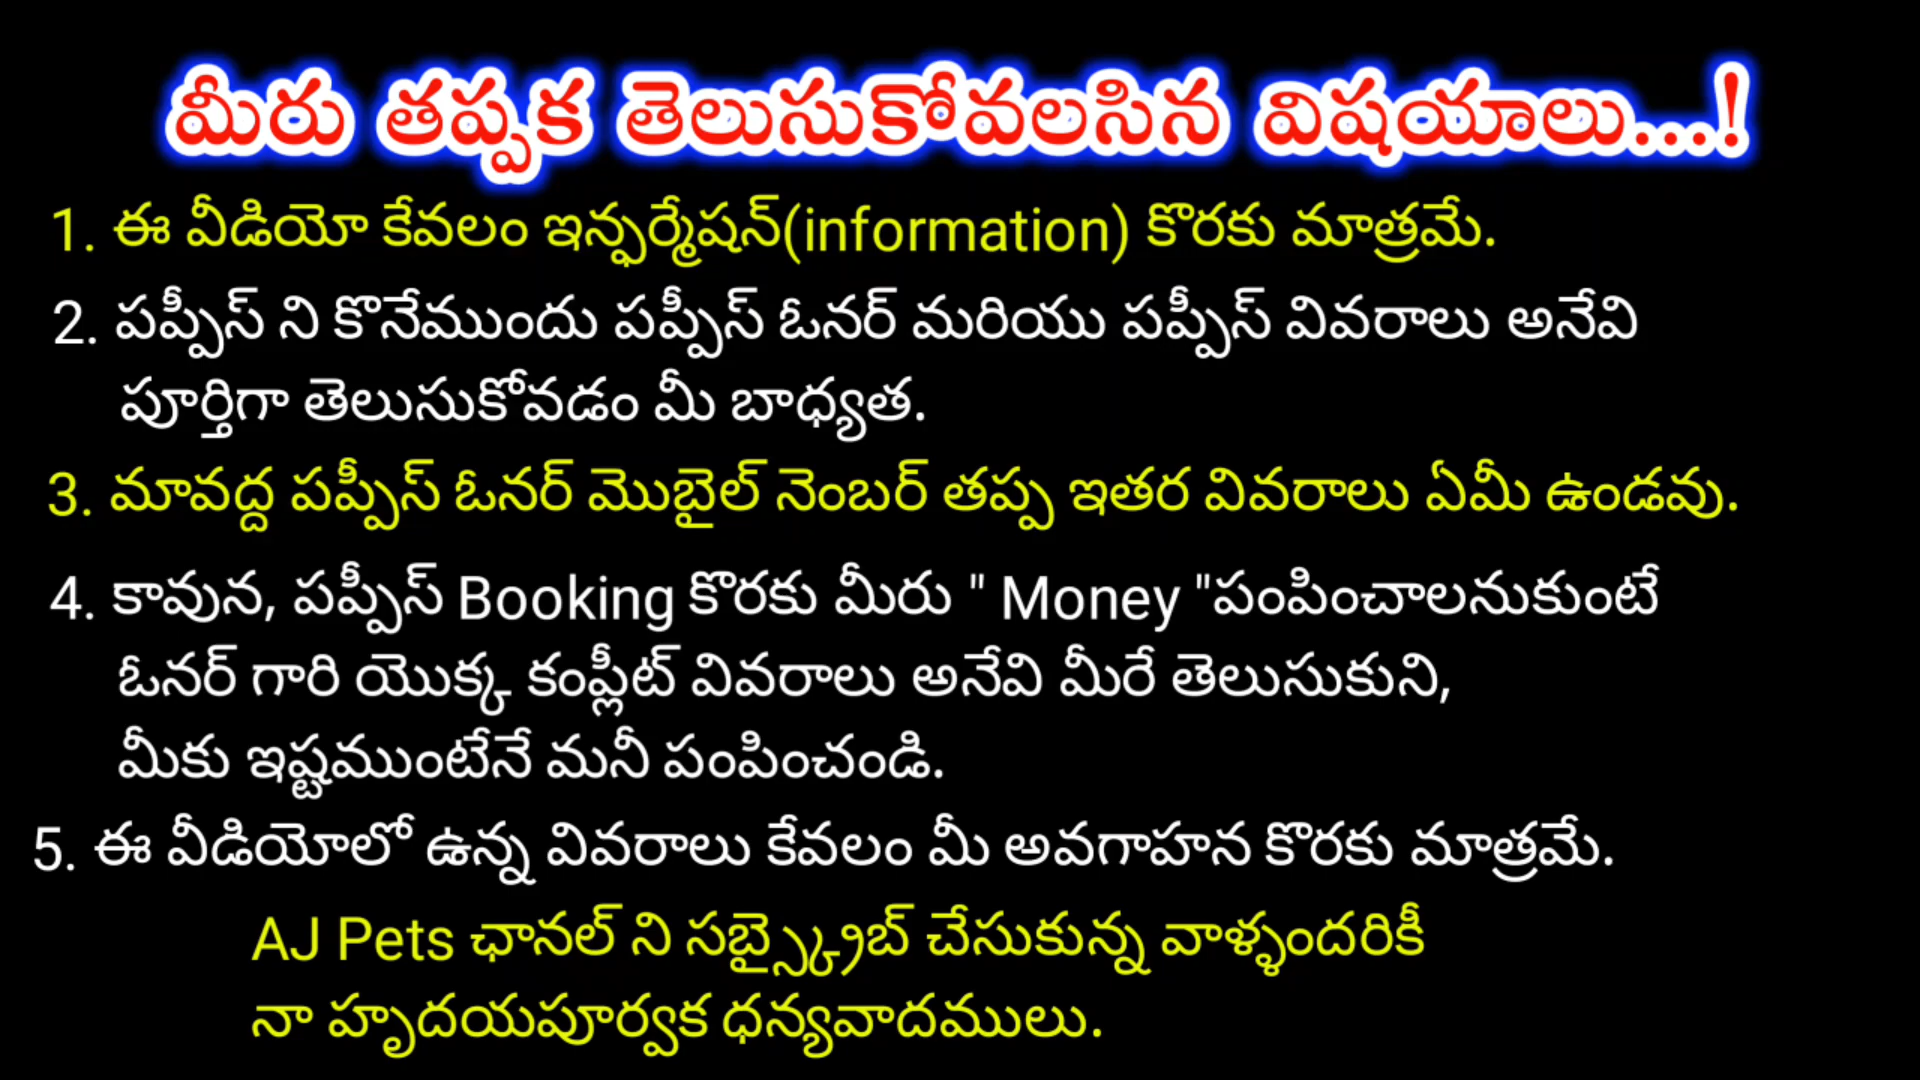 మీరు తప్పక తెలుసుకోవలసిన విషయాలు...!
1. ఈ వీడియో కేవలం ఇన్ఫర్మేషన్(information) కొరకు మాత్రమే.
2. పప్పీస్ ని కొనేముందు పప్పీస్ ఓనర్ మరియు పప్పీస్ వివరాలు అనేవి
పూర్తిగా తెలుసుకోవడం మీ బాధ్యత.
3. మావద్ద పప్పీస్ ఓనర్ మొబైల్ నెంబర్ తప్ప ఇతర వివరాలు ఏమీ ఉండవు.
4. కావున, పప్పీస్ Booking కొరకు మీరు " Money "పంపించాలనుకుంటే
ఓనర్ గారి యొక్క కంప్లీట్ వివరాలు అనేవి మీరే తెలుసుకుని,
మీకు ఇష్టముంటేనే మనీ పంపించండి.
5. ఈ వీడియోలో ఉన్న వివరాలు కేవలం మీ అవగాహన కొరకు మాత్రమే.
AJ Pets ఛానల్ ని సబ్స్క్రైబ్ చేసుకున్న వాళ్ళందరికీ
నా హృదయపూర్వక ధన్యవాదములు.